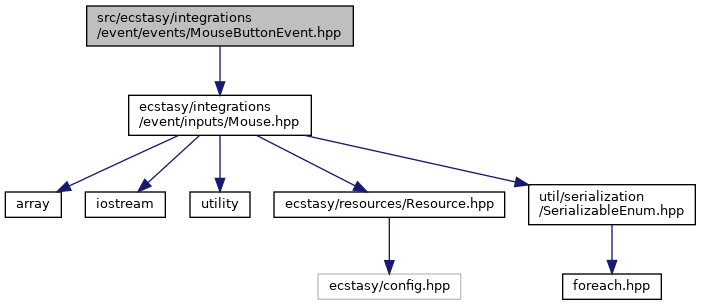 src/ecstasy/integrations
/event/events/MouseButtonEvent.hpp
ecstasy/integrations
/event/inputs/Mouse.hpp
array
iostream
utility
ecstasy/resources/Resource.hpp
util/serialization
/SerializableEnum.hpp
ecstasy/config.hpp
foreach.hpp